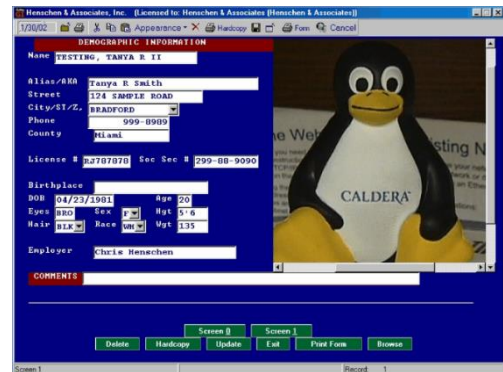 Henschen & Associates, Inc. [Licensed to: Henschen & Associates (Henschen & Associates)]
1/30/02 Appearance Hardcopy Form Cancel
DEMOGRAPHIC INFORMATION
Name TESTING, TANYA R II
Alias/AKA Tanya R Smith
Street 124 SAMPLE ROAD
City/ST/Z, BRADFORD
Phone 999-8989
County Miami
License # RJ787878 Soc Sec # 299-88-9090
Birthplace
DOB 04/23/1981 Age 20
Eyes BRO Sex F Hgt 5'6
Hair BLK Race WH Wgt 135
Employer Chris Henschen
CALDERA
COMMENTS
Screen 0 Screen 1
Delete Hardcopy Update Exit Print Form Browse
Screen 1 Record: 1